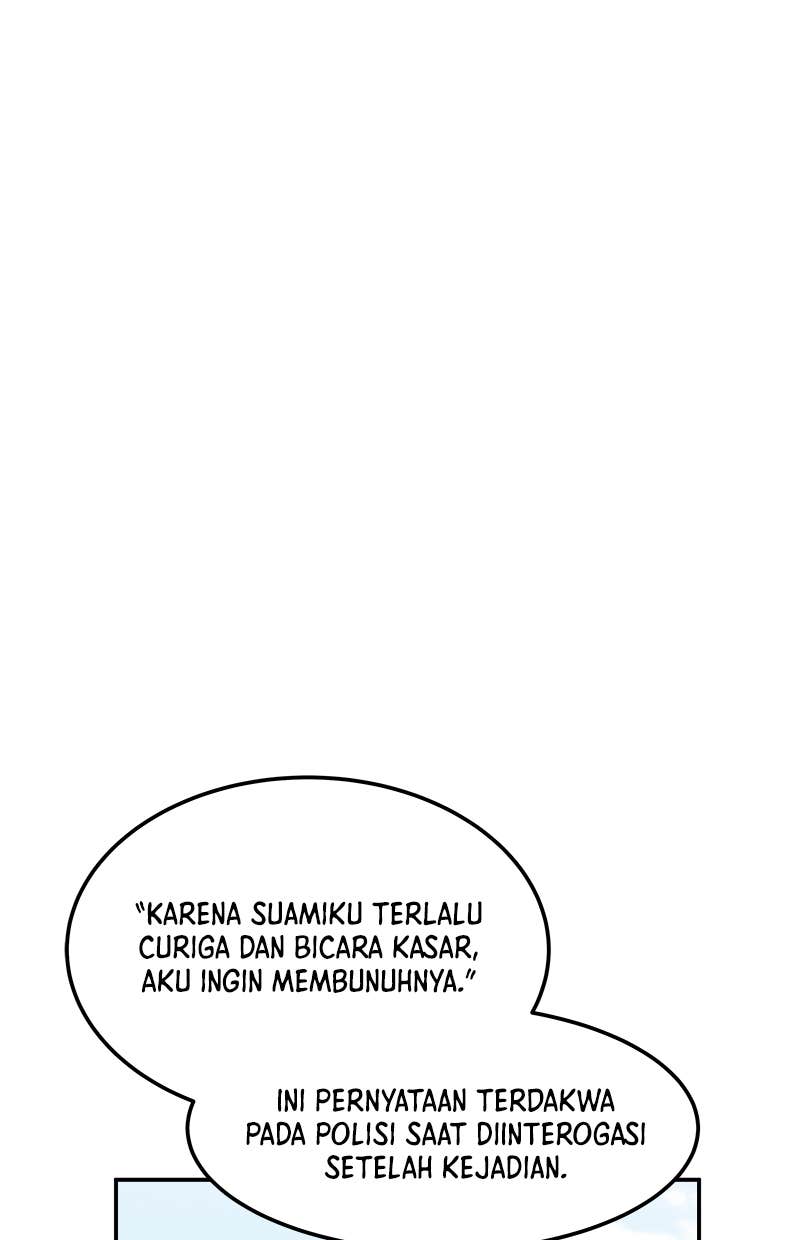 “KARENA SUAMIKU TERLALU
CURIGA DAN BICARA KASAR,
AKU INGIN MEMBUNUHNYA.”
INI PERNYATAAN TERDAKWA
PADA POLISI SAAT DIINTEROGASI
SETELAH KEJADIAN.